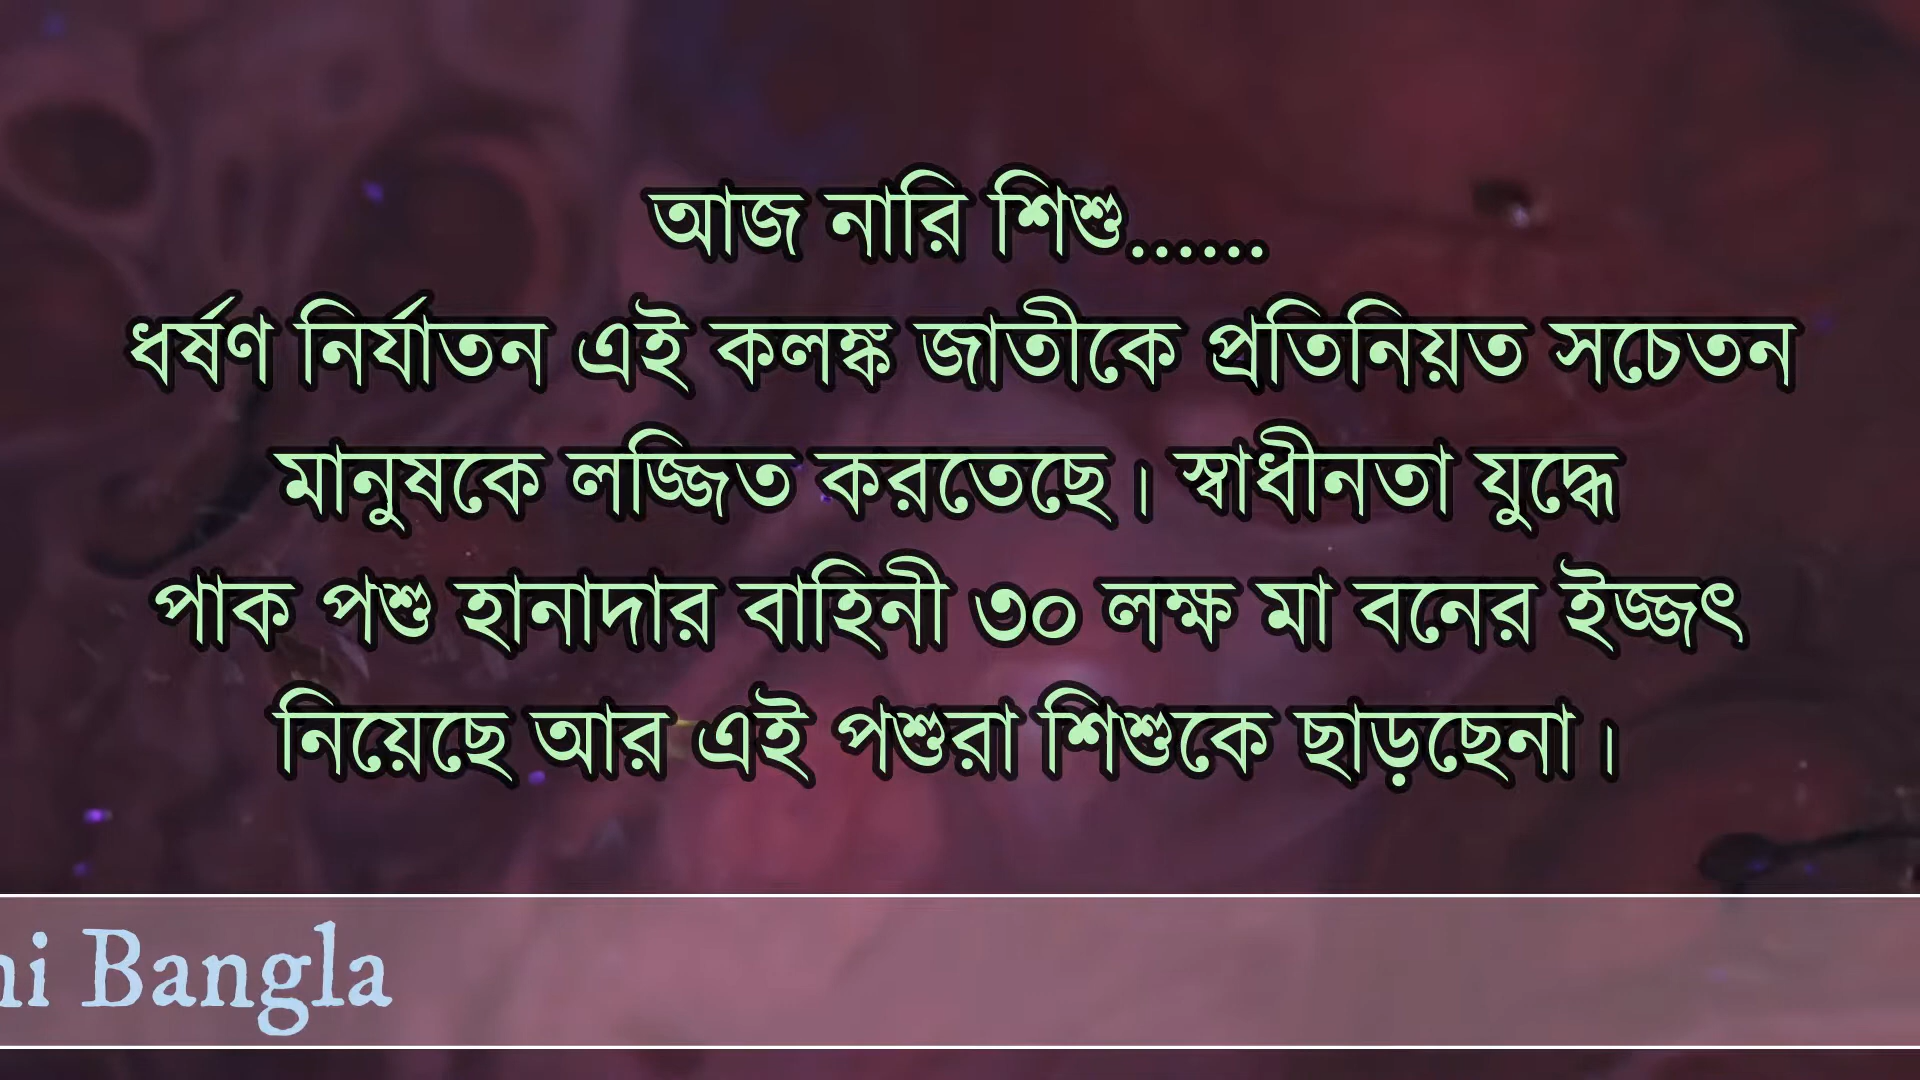 আজ নারি শিশু......
ধর্ষণ নির্যাতন এই কলঙ্ক জাতীকে প্রতিনিয়ত সচেতন
মানুষকে লজ্জিত করতেছে। স্বাধীনতা যুদ্ধে
পাক পশু হানাদার বাহিনী ৩০ লক্ষ মা বনের ইজ্জৎ
নিয়েছে আর এই পশুরা শিশুকে ছাড়ছেনা।
Bangla